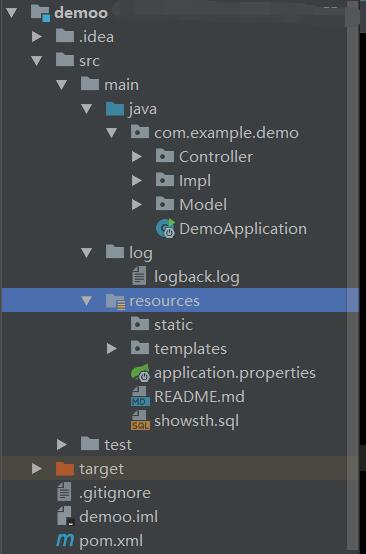 demoo
.idea
src
main
java
com.example.demo
Controller
Impl
Model
DemoApplication
log
logback.log
resources
static
templates
application.properties
MD README.md
SQL showsth.sql
test
target
.gitignore
demoo.iml
m pom.xml